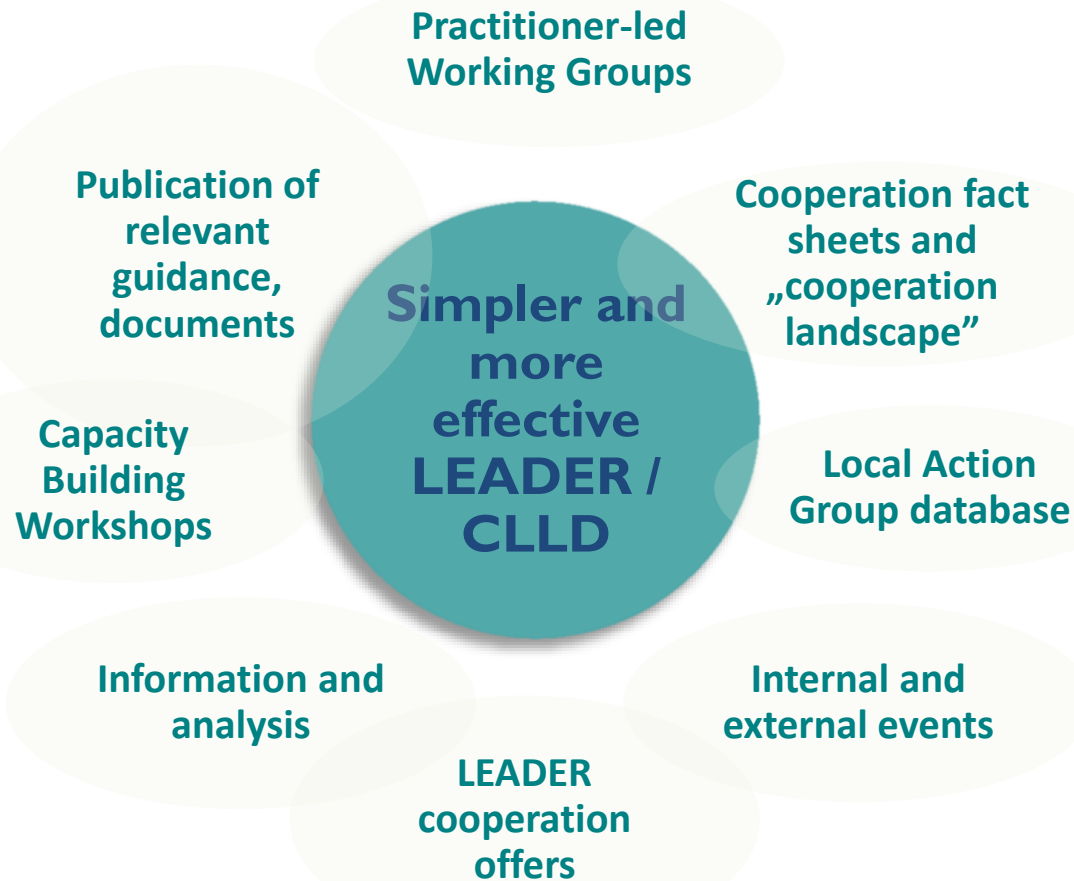 Practitioner-led
Working Groups
Publication of
relevant
guidance,
documents
Cooperation fact
sheets and
„cooperation
landscape”
Simpler and
more
effective
LEADER /
CLLD
Capacity
Building
Workshops
Local Action
Group database
Information and
analysis
Internal and
external events
LEADER
cooperation
offers